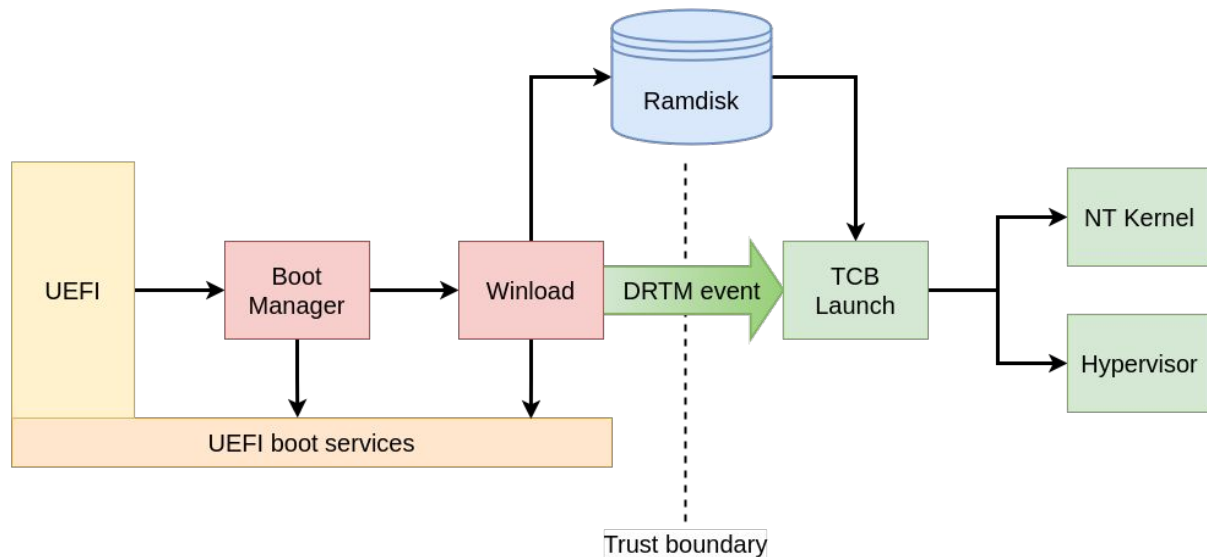 Ramdisk
UEFI
Boot
Manager
Winload
DRTM event
TCB
Launch
NT Kernel
Hypervisor
UEFI boot services
Trust boundary